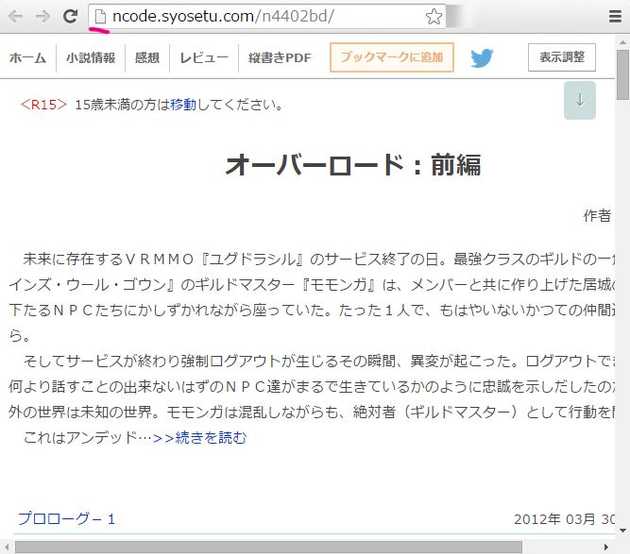 ncode.syosetu.com/n4402bd/
ホーム 小説情報 感想 レビュー 縦書きPDF ブックマークに追加 表示調整
<R15> 15歳未満の方は移動してください。 ↓
オーバーロード：前編
作者
未来に存在するＶＲＭＭＯ『ユグドラシル』のサービス終了の日。最強クラスのギルドの一
インズ・ウール・ゴウン』のギルドマスター『モモンガ』は、メンバーと共に作り上げた居城の
下たるＮＰＣたちにかしずかれながら座っていた。たった１人で、もはやいないかつての仲間
ら。
そしてサービスが終わり強制ログアウトが生じるその瞬間、異変が起こった。ログアウトでき
何より話すことの出来ないはずのＮＰＣ達がまるで生きているかのように忠誠を示しだしたのだ
外の世界は未知の世界。モモンガは混乱しながらも、絶対者（ギルドマスター）として行動を
これはアンデッド…>>続きを読む
プロローグ－１ 2012年 03月 30